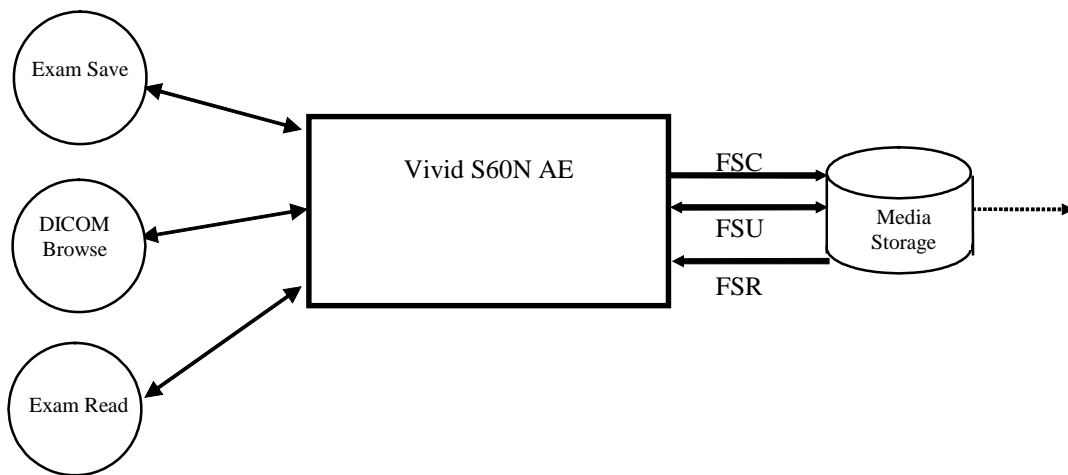 Exam Save
DICOM
Browse
Exam Read
Vivid S60N AE
FSC
FSU
FSR
Media
Storage